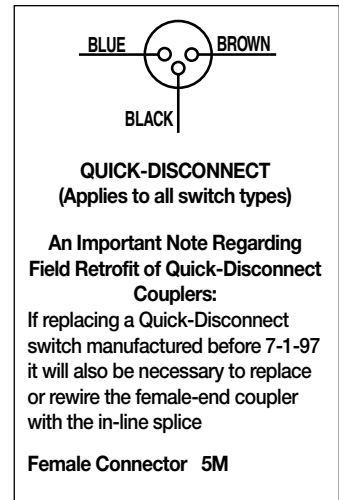 BLUE BROWN
BLACK
QUICK-DISCONNECT
(Applies to all switch types)
An Important Note Regarding
Field Retrofit of Quick-Disconnect
Couplers:
If replacing a Quick-Disconnect
switch manufactured before 7-1-97
it will also be necessary to replace
or rewire the female-end coupler
with the in-line splice
Female Connector 5M